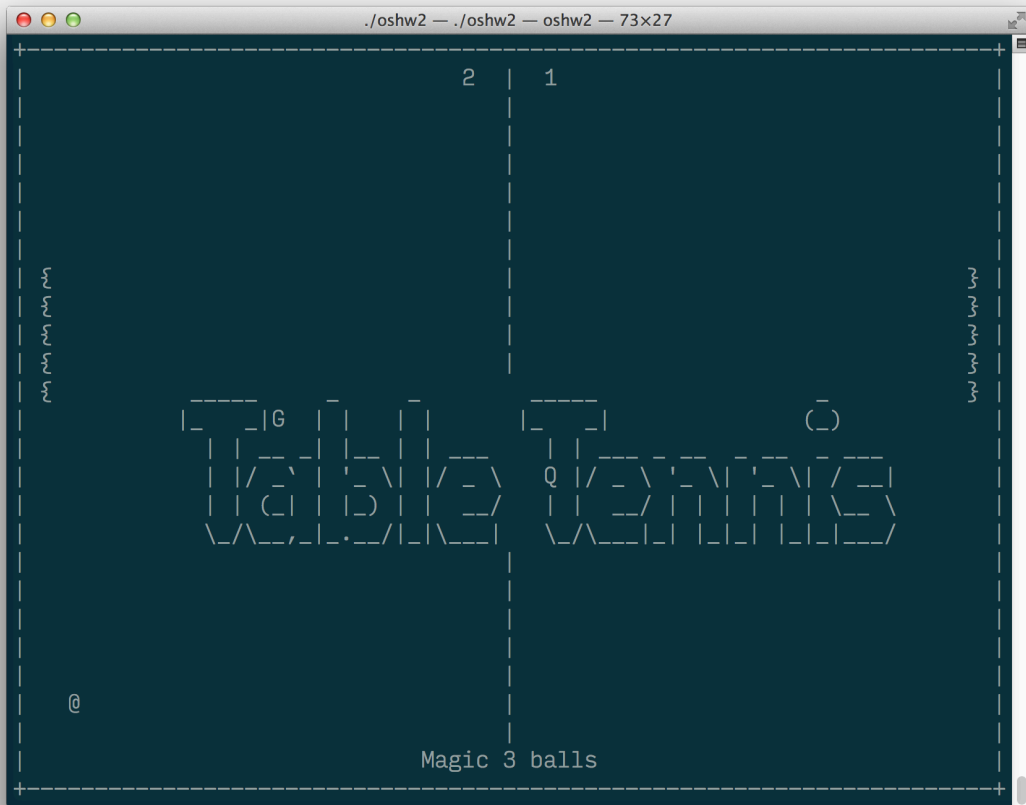 ./oshw2 — ./oshw2 — oshw2 — 73×27
2 | 1
{ }
{ }
{ }
{ }
{ }
Table Tennis
G
Q
@
Magic 3 balls